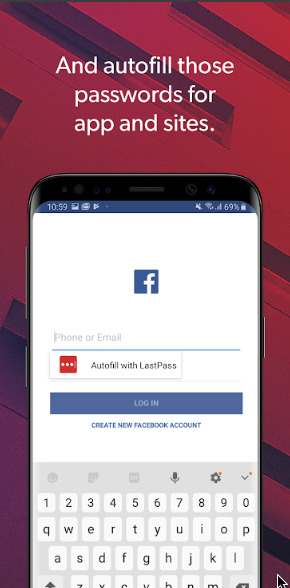 And autofill those
passwords for
app and sites.
10:59
69%
f
Phone or Email
Autofill with LastPass
LOG IN
CREATE NEW FACEBOOK ACCOUNT
GIF
1 2 3 4 5 6 7 8 9 0
q w e r t y u i o p
a s d f g h j k l
z x c v b n m